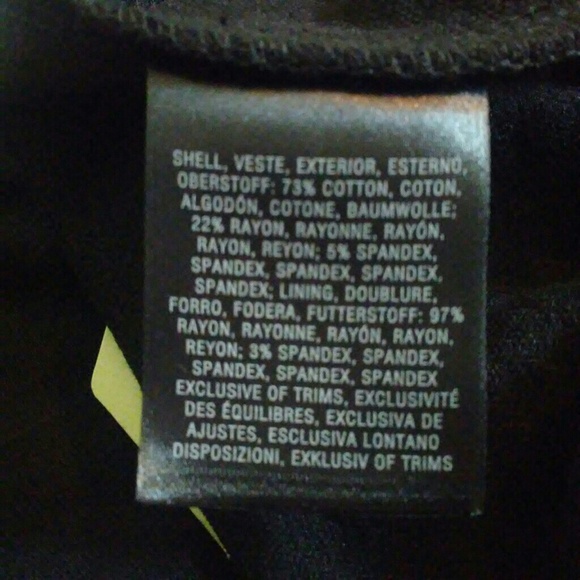 SHELL, VESTE, EXTERIOR, ESTERNO,
OBERSTOFF: 73% COTTON, COTON,
ALGODÓN, COTONE, BAUMWOLLE;
22% RAYON, RAYONNE, RAYÓN,
RAYON, REYON; 5% SPANDEX,
SPANDEX, SPANDEX, SPANDEX,
SPANDEX; LINING, DOUBLURE,
FORRO, FODERA, FUTTERSTOFF: 97%
RAYON, RAYONNE, RAYÓN, RAYON,
REYON; 3% SPANDEX, SPANDEX,
SPANDEX, SPANDEX, SPANDEX
EXCLUSIVE OF TRIMS, EXCLUSIVITÉ
DES ÉQUILIBRES, EXCLUSIVA DE
AJUSTES, ESCLUSIVA LONTANO
DISPOSIZIONI, EXKLUSIV OF TRIMS